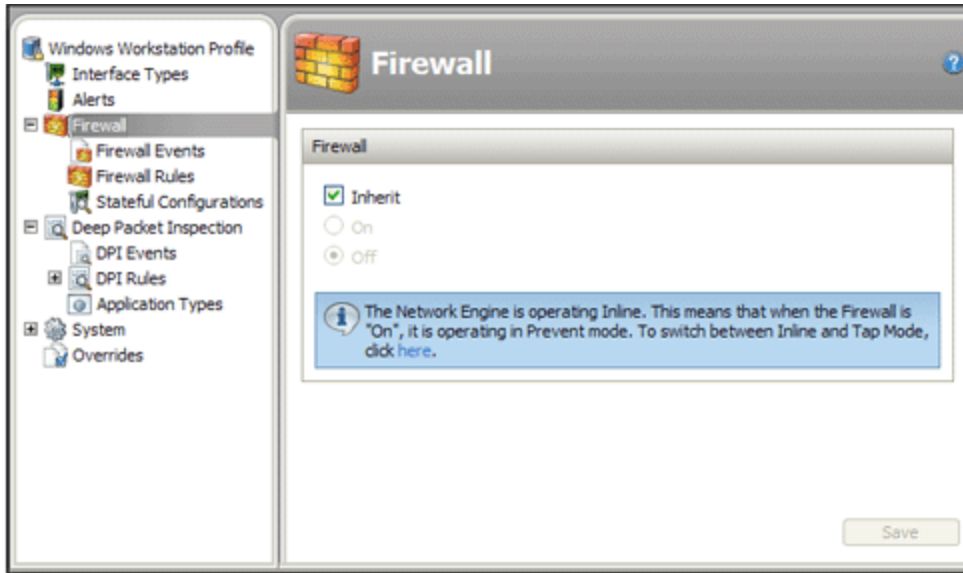 Windows Workstation Profile
Interface Types
Alerts
Firewall
Firewall Events
Firewall Rules
Stateful Configurations
Deep Packet Inspection
DPI Events
DPI Rules
Application Types
System
Overrides
Firewall
?
Firewall
Inherit
On
Off
The Network Engine is operating Inline. This means that when the Firewall is
"On", it is operating in Prevent mode. To switch between Inline and Tap Mode,
click here.
Save